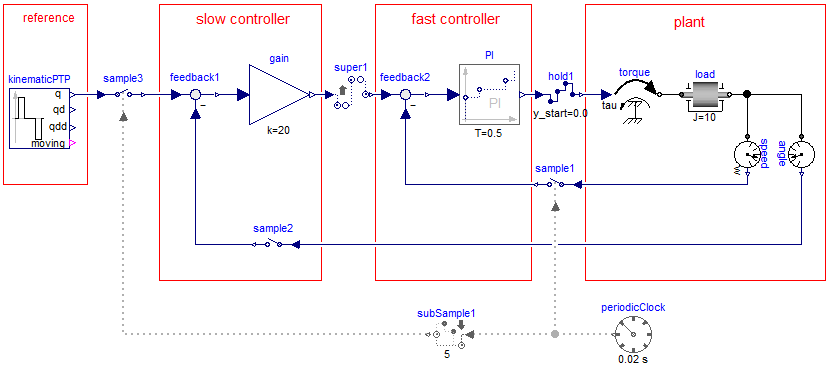 reference
slow controller
fast controller
plant
kinematicPTP
q
qd
qdd
moving
sample3
feedback1
gain
k=20
super1
feedback2
PI
PI
T=0.5
hold1
y_start=0.0
torque
tau
load
J=10
speed
w
angle
sample1
sample2
subSample1
5
periodicClock
0.02 s